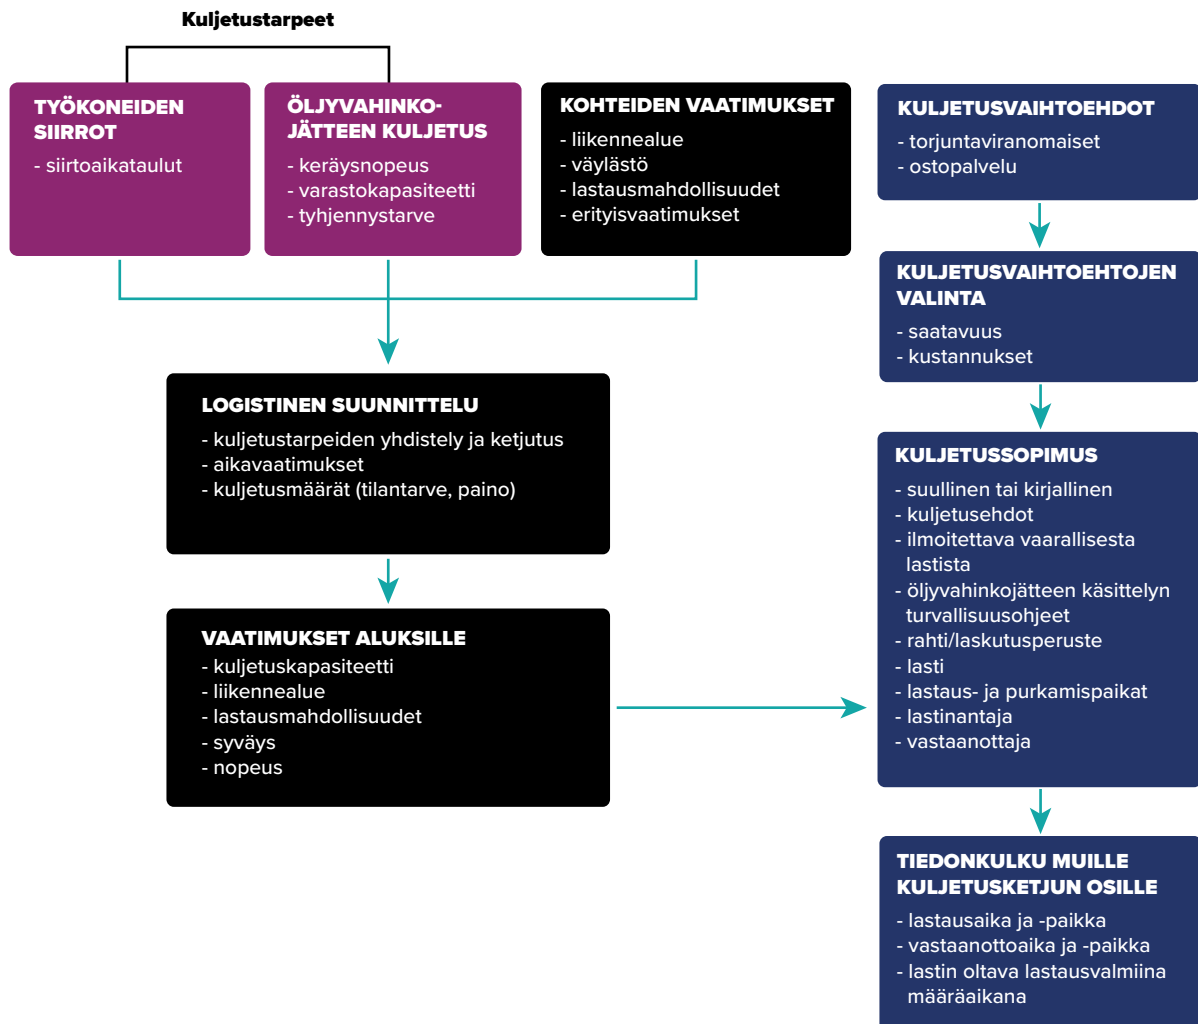 Kuljetustarpeet
TYÖKONEIDEN
SIIRROT
- siirtoaikataulut
ÖLJYVAHINKO-
JÄTTEEN KULJETUS
- keräysnopeus
- varastokapasiteetti
- tyhjennystarve
KOHTEIDEN VAATIMUKSET
- liikennealue
- väylästö
- lastausmahdollisuudet
- erityisvaatimukset
LOGISTINEN SUUNNITTELU
- kuljetustarpeiden yhdistely ja ketjutus
- aikavaatimukset
- kuljetusmäärät (tilantarve, paino)
VAATIMUKSET ALUKSILLE
- kuljetuskapasiteetti
- liikennealue
- lastausmahdollisuudet
- syväys
- nopeus
KULJETUSVAIHTOEHDOT
- torjuntaviranomaiset
- ostopalvelu
KULJETUSVAIHTOEHTOJEN
VALINTA
- saatavuus
- kustannukset
KULJETUSSOPIMUS
- suullinen tai kirjallinen
- kuljetusehdot
- ilmoitettava vaarallisesta
lastista
- öljyvahinkojätteen käsittelyn
turvallisuusohjeet
- rahti/laskutusperuste
- lasti
- lastaus- ja purkamispaikat
- lastinantaja
- vastaanottaja
TIEDONKULKU MUILLE
KULJETUSKETJUN OSILLE
- lastausaika ja -paikka
- vastaanottoaika ja -paikka
- lastin oltava lastausvalmiina
määräaikana